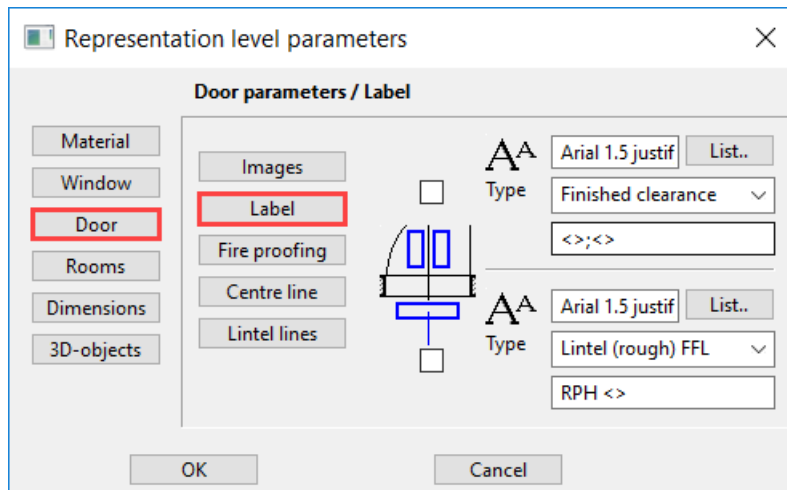 Representation level parameters
Door parameters / Label
Material
Window
Door
Rooms
Dimensions
3D-objects
Images
Label
Fire proofing
Centre line
Lintel lines
AA
Type
Arial 1.5 justif
List..
Finished clearance
<>;<>
AA
Type
Arial 1.5 justif
List..
Lintel (rough) FFL
RPH <>
OK
Cancel